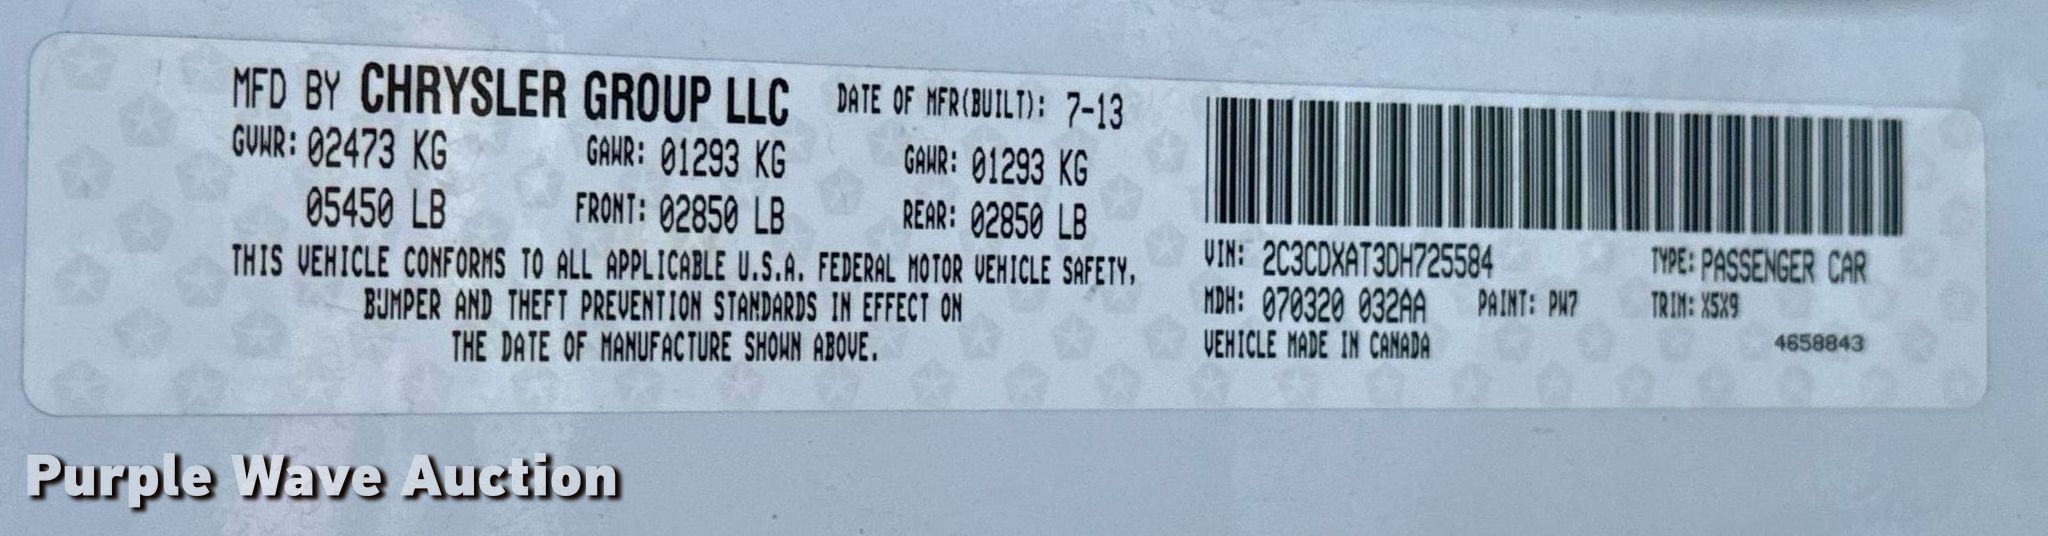 MFD BY CHRYSLER GROUP LLC DATE OF MFR(BUILT): 7-13
GVWR: 02473 KG GAWR: 01293 KG GAWR: 01293 KG
05450 LB FRONT: 02850 LB REAR: 02850 LB
THIS VEHICLE CONFORMS TO ALL APPLICABLE U.S.A. FEDERAL MOTOR VEHICLE SAFETY,
BUMPER AND THEFT PREVENTION STANDARDS IN EFFECT ON
THE DATE OF MANUFACTURE SHOWN ABOVE.
VIN: 2C3CDXAT3DH725584 TYPE: PASSENGER CAR
MDH: 070320 032AA PAINT: PW7 TRIM: X5X9
VEHICLE MADE IN CANADA 4658843
Purple Wave Auction